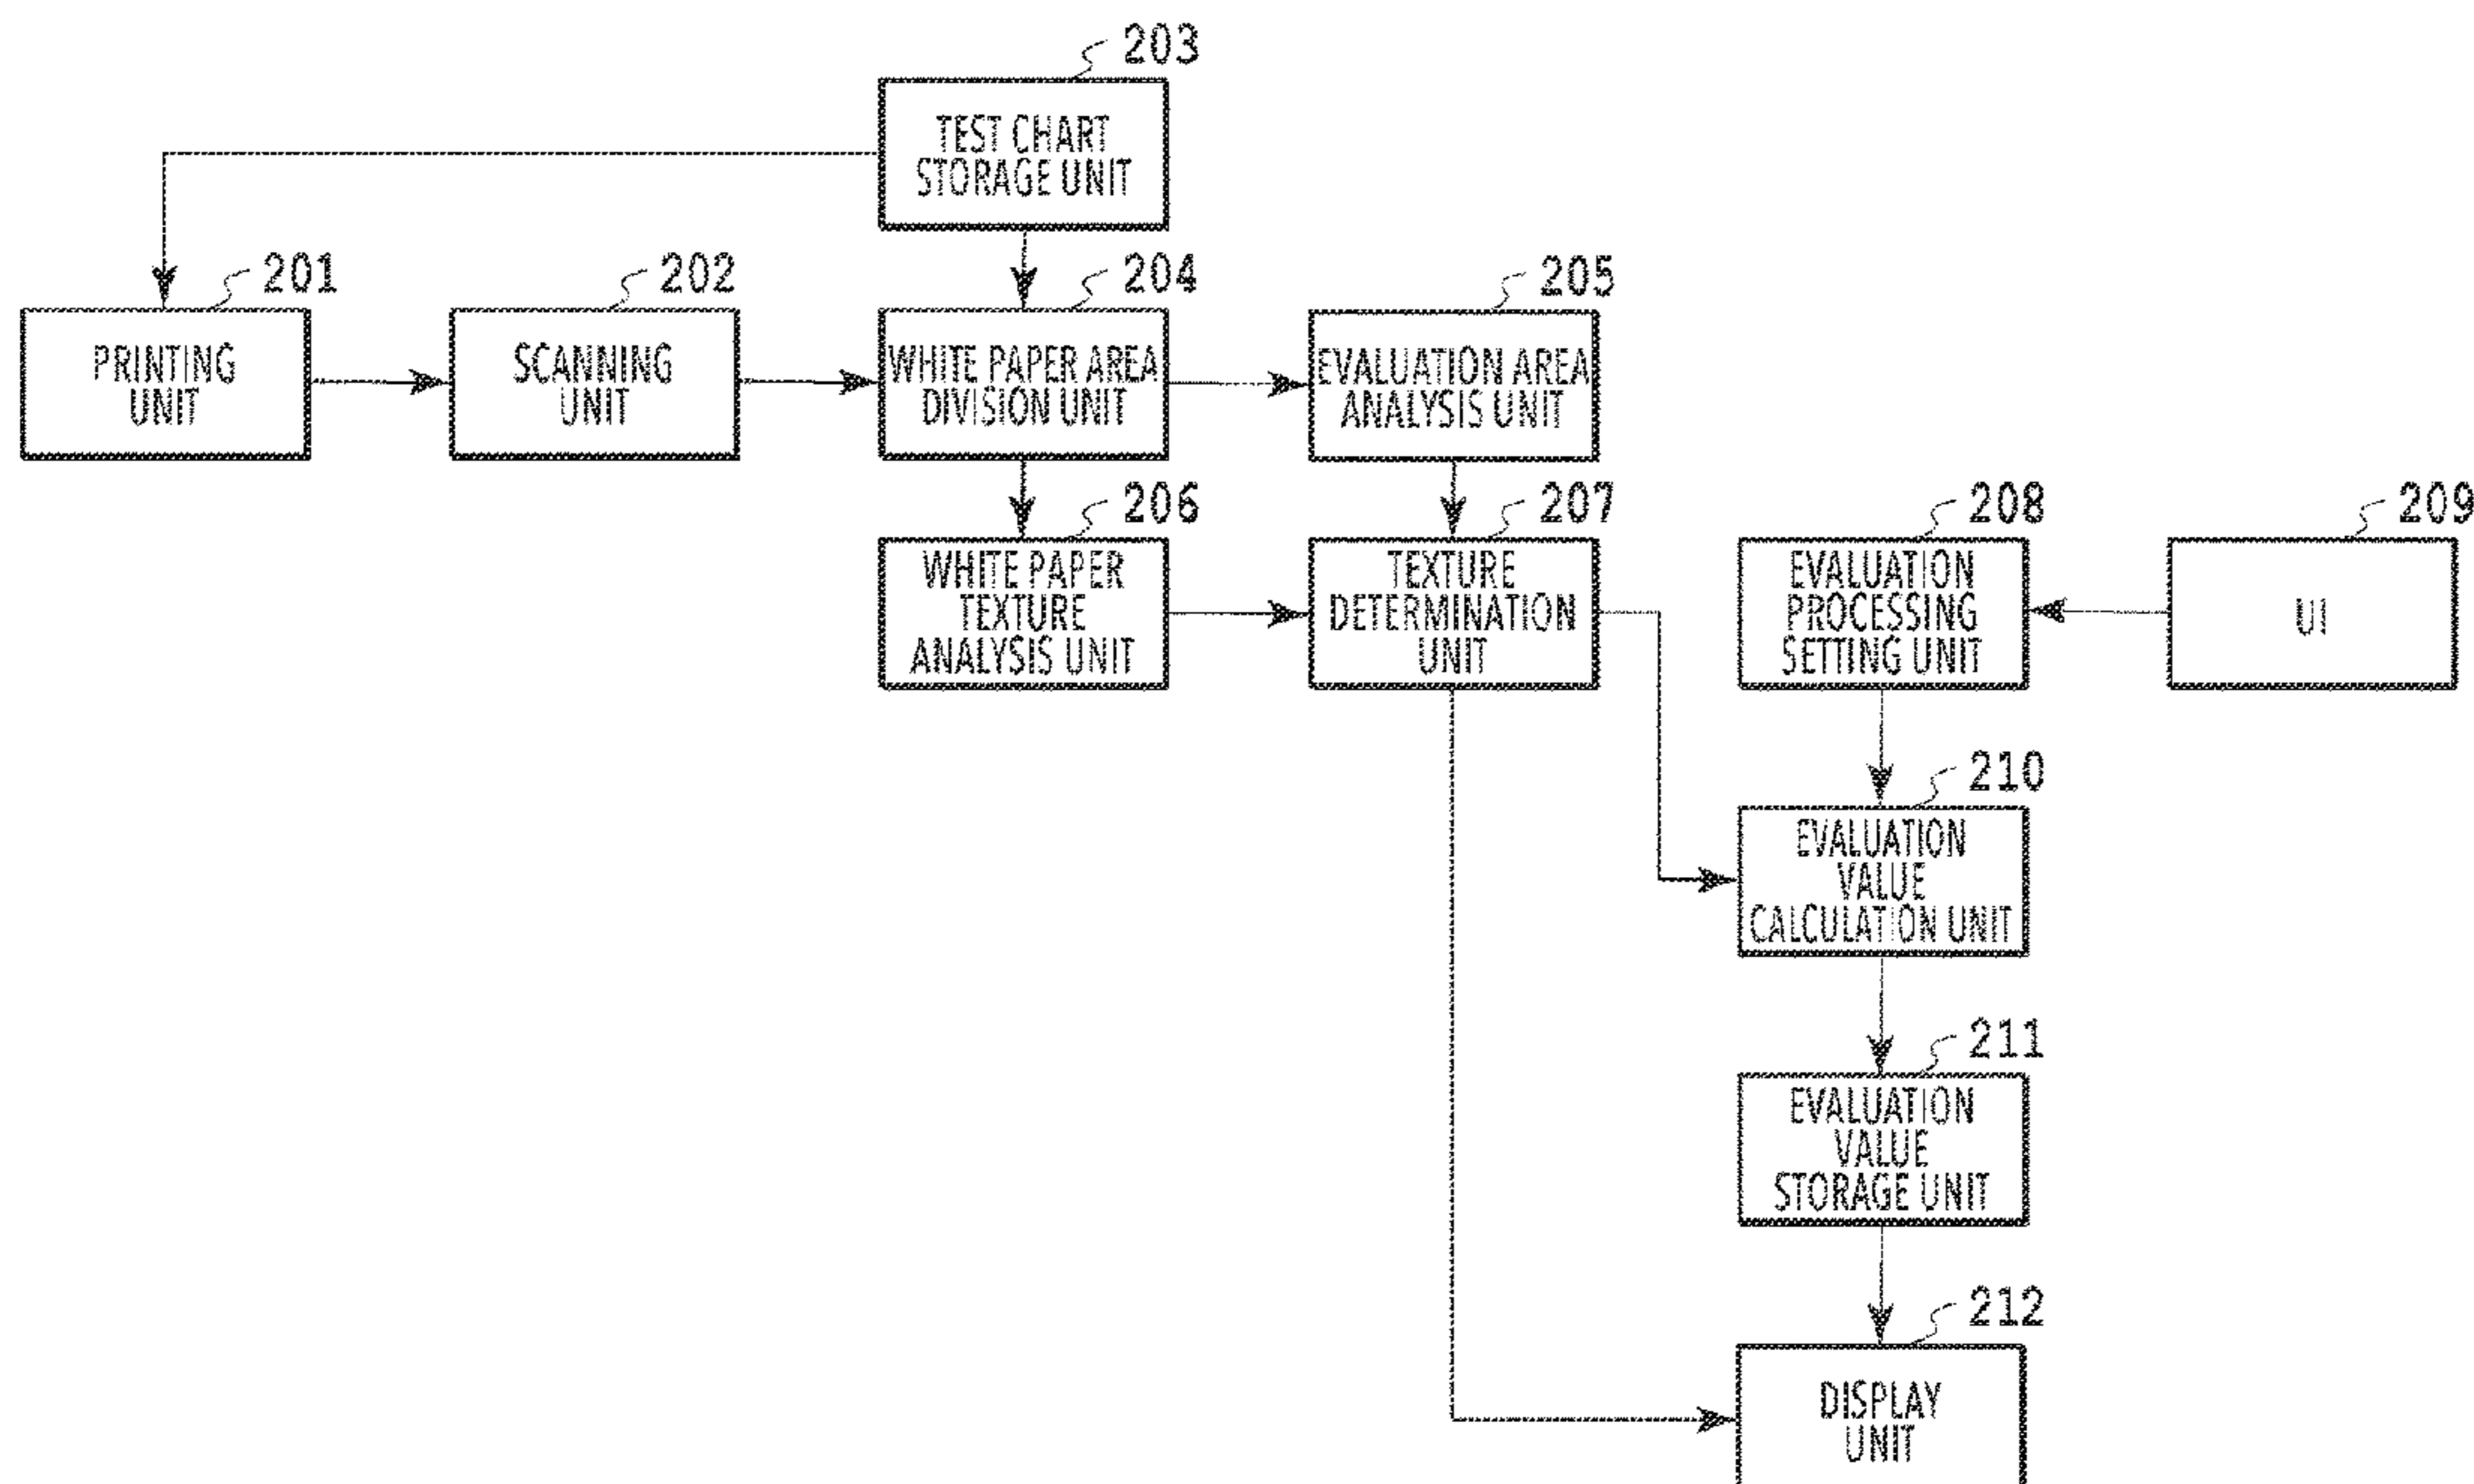 203
TEST CHART
STORAGE UNIT
201
PRINTING
UNIT
202
SCANNING
UNIT
204
WHITE PAPER AREA
DIVISION UNIT
205
EVALUATION AREA
ANALYSIS UNIT
206
WHITE PAPER
TEXTURE
ANALYSIS UNIT
207
TEXTURE
DETERMINATION
UNIT
208
EVALUATION
PROCESSING
SETTING UNIT
209
UI
210
EVALUATION
VALUE
CALCULATION UNIT
211
EVALUATION
VALUE
STORAGE UNIT
212
DISPLAY
UNIT